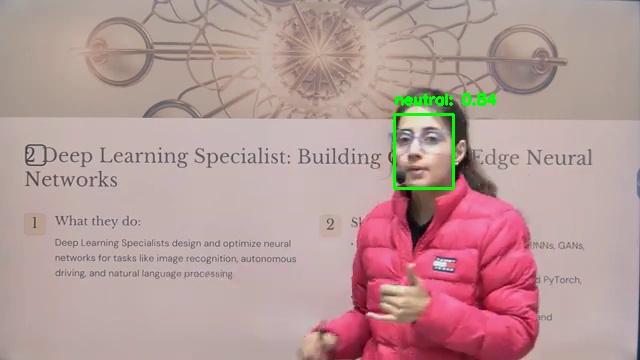 neutral: 0.84
2 Deep Learning Specialist: Building Edge Neural
Networks
1 What they do:
Deep Learning Specialists design and optimize neural
networks for tasks like image recognition, autonomous
driving, and natural language processing.
2
GANs,
PyTorch,
and